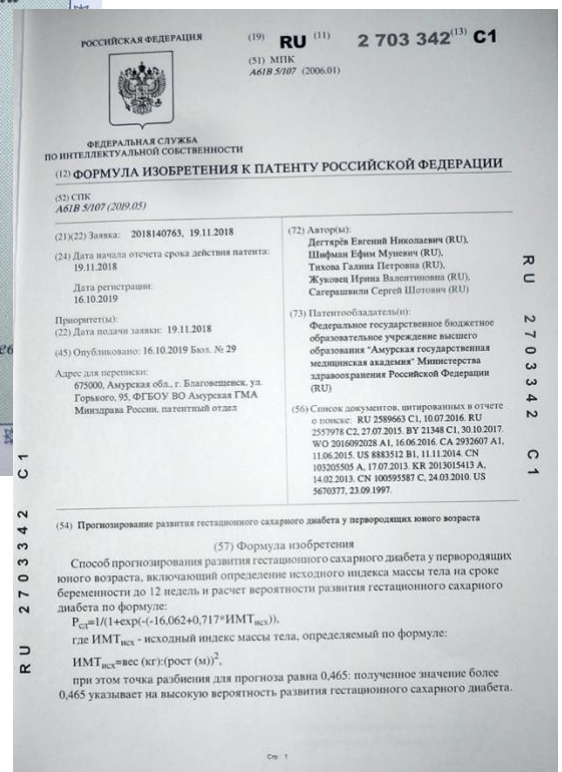 РОССИЙСКАЯ ФЕДЕРАЦИЯ
(19) RU (11) 2 703 342 (13) C1
(51) МПК
A61B 5/107 (2006.01)
ФЕДЕРАЛЬНАЯ СЛУЖБА
ПО ИНТЕЛЛЕКТУАЛЬНОЙ СОБСТВЕННОСТИ
(12) ФОРМУЛА ИЗОБРЕТЕНИЯ К ПАТЕНТУ РОССИЙСКОЙ ФЕДЕРАЦИИ
(52) СПК
A61B 5/107 (2019.05)
(21)(22) Заявка: 2018140763, 19.11.2018
(24) Дата начала отсчета срока действия патента:
19.11.2018
Дата регистрации:
16.10.2019
Приоритет(ы):
(22) Дата подачи заявки: 19.11.2018
(45) Опубликовано: 16.10.2019 Бюл. № 29
Адрес для переписки:
675000, Амурская обл., г. Благовещенск, ул.
Горького, 95, ФГБОУ ВО Амурская ГМА
Минздрава России, патентный отдел
(72) Автор(ы):
Дегтярёв Евгений Николаевич (RU),
Шифман Ефим Муневич (RU),
Тихова Галина Петровна (RU),
Жуковец Ирина Валентиновна (RU),
Сагерашвили Сергей Шотович (RU)
(73) Патентообладатель(и):
Федеральное государственное бюджетное
образовательное учреждение высшего
образования "Амурская государственная
медицинская академия" Министерства
здравоохранения Российской Федерации
(RU)
(56) Список документов, цитированных в отчете
о поиске: RU 2589663 C1, 10.07.2016. RU
2557978 C2, 27.07.2015. BY 21348 C1, 30.10.2017.
WO 2016092028 A1, 16.06.2016. CA 2932607 A1,
11.06.2015. US 8883512 B1, 11.11.2014. CN
103205505 A, 17.07.2013. KR 2013015413 A,
14.02.2013. CN 100595587 C, 24.03.2010. US
5670377, 23.09.1997.
(54) Прогнозирование развития гестационного сахарного диабета у первородящих юного возраста
(57) Формула изобретения
Способ прогнозирования развития гестационного сахарного диабета у первородящих
юного возраста, включающий определение исходного индекса массы тела на сроке
беременности до 12 недель и расчет вероятности развития гестационного сахарного
диабета по формуле:
Pсд=1/(1+exp(-(-16,062+0,717*ИМТисх)),
где ИМТисх - исходный индекс массы тела, определяемый по формуле:
ИМТисх=вес (кг):(рост (м))²,
при этом точка разбиения для прогноза равна 0,465: полученное значение более
0,465 указывает на высокую вероятность развития гестационного сахарного диабета.
Стр. 1
RU 2703342 C1
RU 2703342 C1